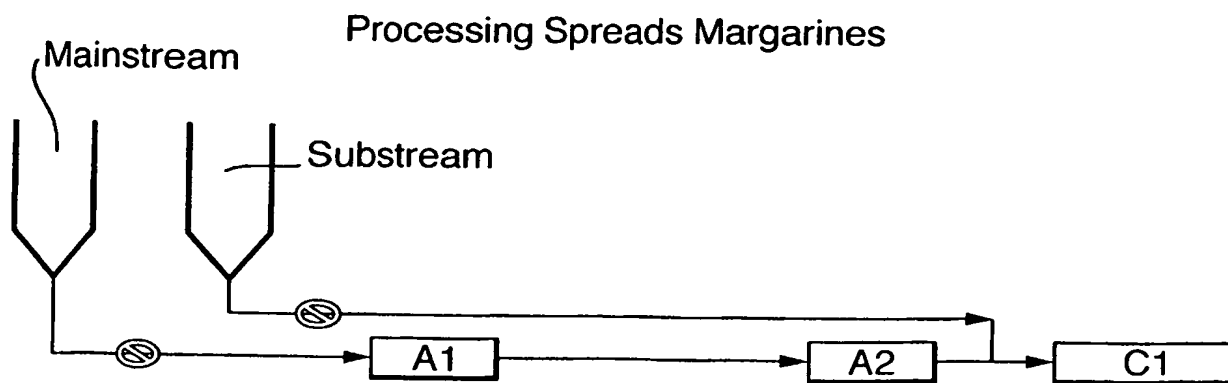 Processing Spreads Margarines
Mainstream
Substream
A1
A2
C1